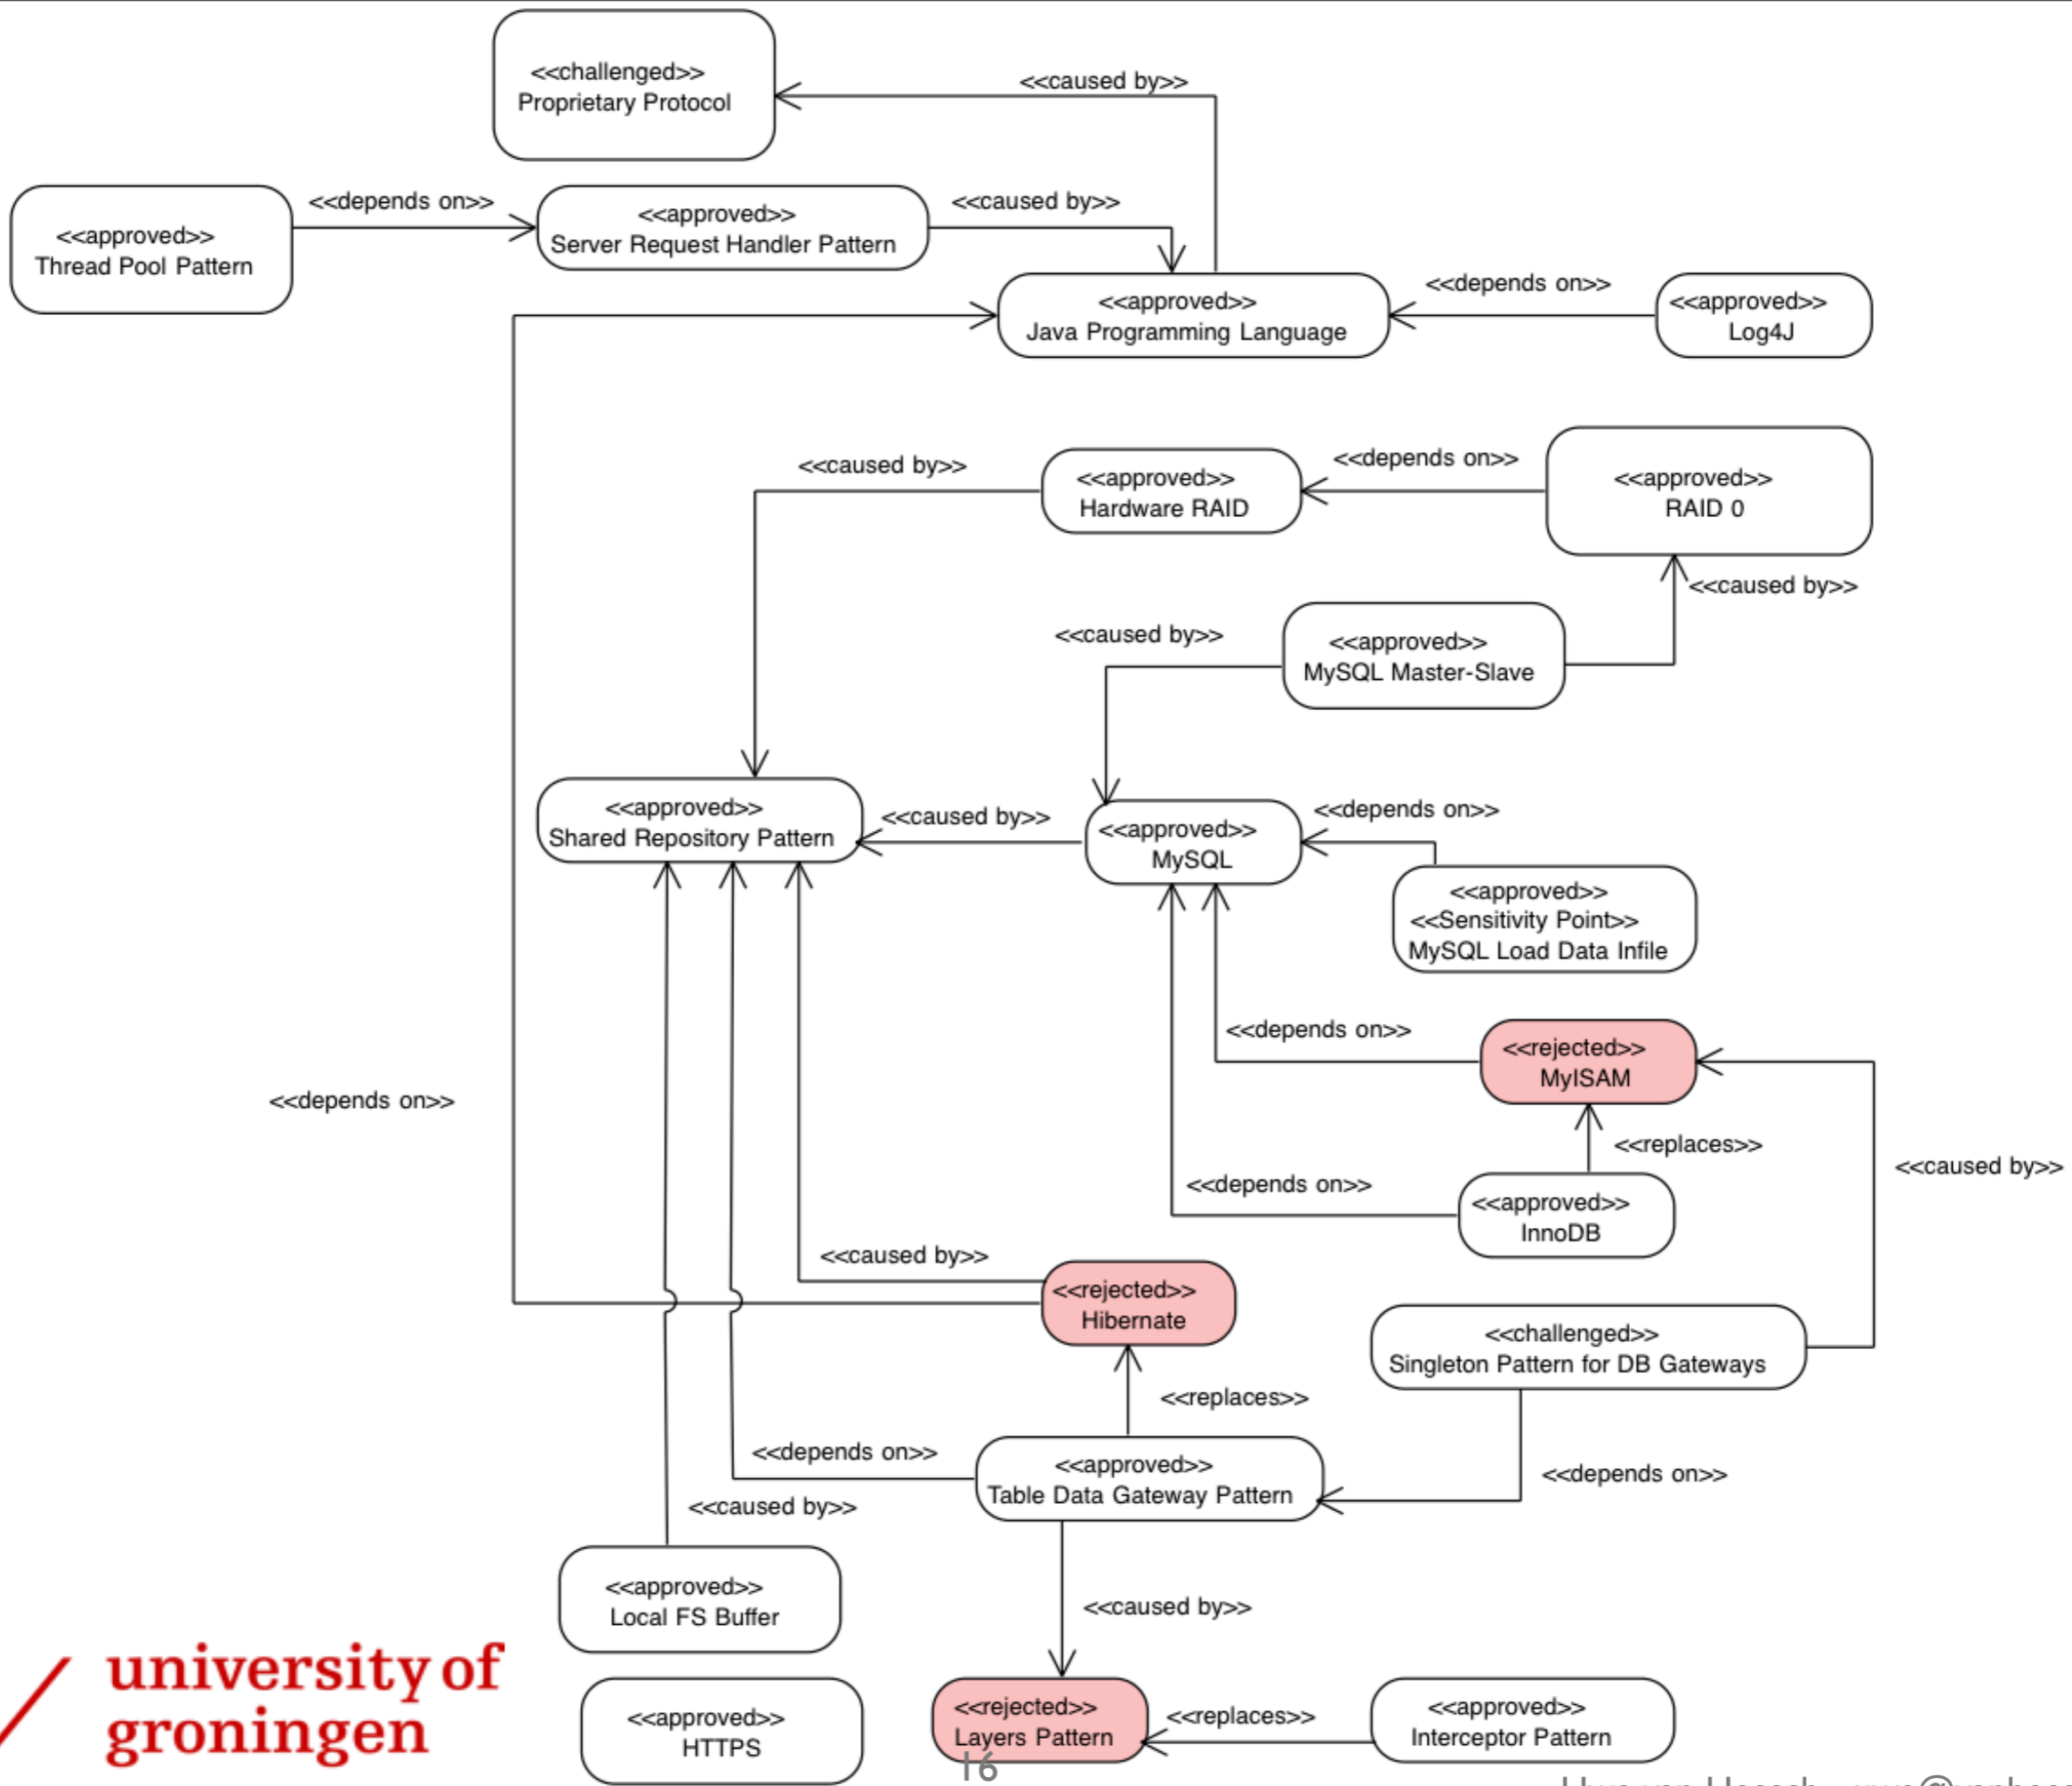 <<challenged>>
Proprietary Protocol
<<caused by>>
<<approved>>
Thread Pool Pattern
<<depends on>>
<<approved>>
Server Request Handler Pattern
<<caused by>>
<<approved>>
Java Programming Language
<<depends on>>
<<approved>>
Log4J
<<caused by>>
<<approved>>
Hardware RAID
<<depends on>>
<<approved>>
RAID 0
<<caused by>>
<<caused by>>
<<approved>>
MySQL Master-Slave
<<approved>>
Shared Repository Pattern
<<caused by>>
<<approved>>
MySQL
<<depends on>>
<<approved>>
<<Sensitivity Point>>
MySQL Load Data Infile
<<depends on>>
<<rejected>>
MyISAM
<<depends on>>
<<replaces>>
<<caused by>>
<<depends on>>
<<approved>>
InnoDB
<<caused by>>
<<rejected>>
Hibernate
<<challenged>>
Singleton Pattern for DB Gateways
<<replaces>>
<<depends on>>
<<approved>>
Table Data Gateway Pattern
<<depends on>>
<<caused by>>
<<approved>>
Local FS Buffer
<<caused by>>
university of
groningen
<<approved>>
HTTPS
<<rejected>>
Layers Pattern
<<replaces>>
<<approved>>
Interceptor Pattern
16